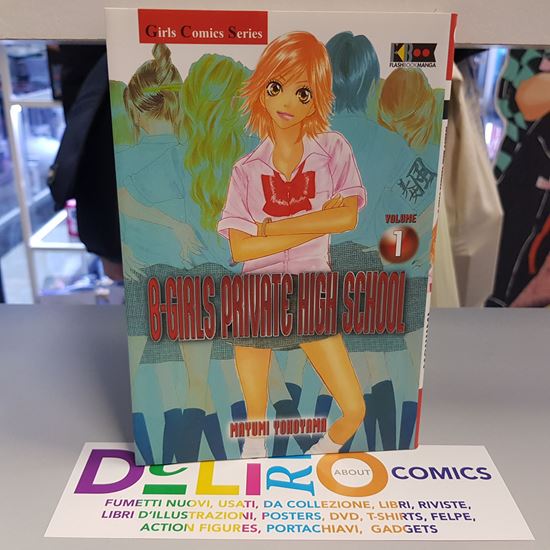 Girls Comics Series
FLASHBOOK MANGA
VOLUME
1
B-GIRLS PRIVATE HIGH SCHOOL
MAYUMI YOKOYAMA
DeLiRiO ABOUT COMICS
FUMETTI NUOVI, USATI, DA COLLEZIONE, LIBRI, RIVISTE,
LIBRI D'ILLUSTRAZIONI, POSTERS, DVD, T-SHIRTS, FELPE,
ACTION FIGURES, PORTACHIAVI, GADGETS